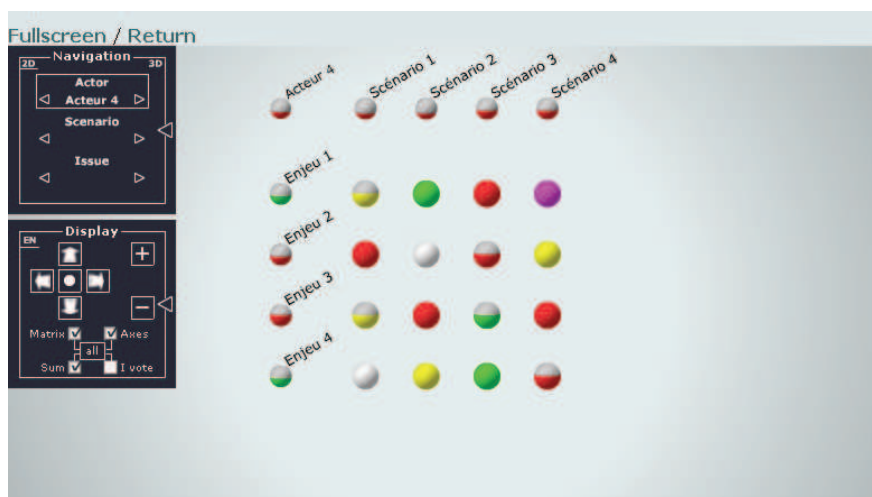 Fullscreen / Return
Navigation
2D
3D
Actor
Acteur 4
Scenario
Issue
Display
EN
Matrix
Axes
all
Sum
I vote
Acteur 4
Scénario 1
Scénario 2
Scénario 3
Scénario 4
Enjeu 1
Enjeu 2
Enjeu 3
Enjeu 4